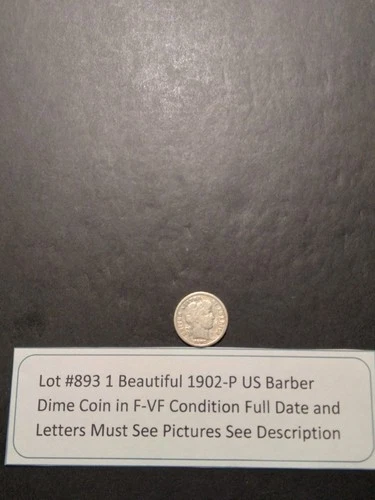 Lot #893 1 Beautiful 1902-P US Barber
Dime Coin in F-VF Condition Full Date and
Letters Must See Pictures See Description